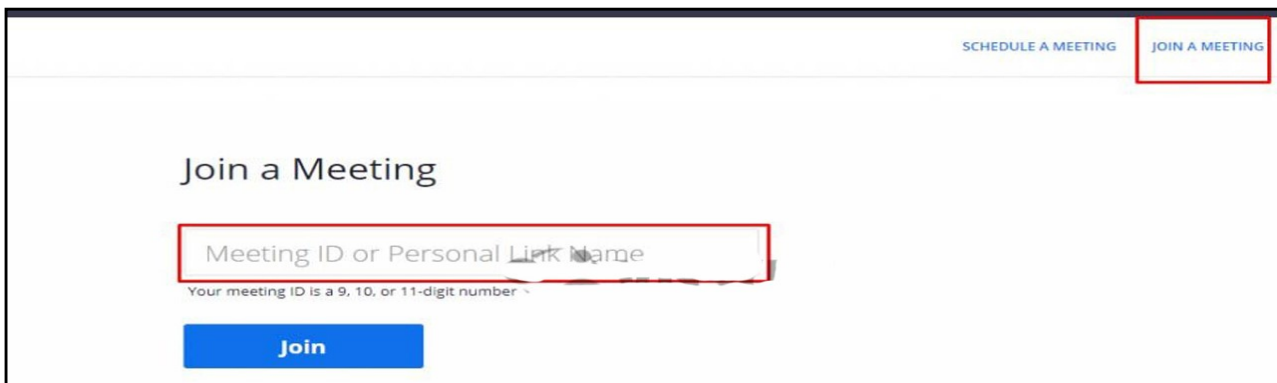 SCHEDULE A MEETING JOIN A MEETING
Join a Meeting
Meeting ID or Personal Link Name
Your meeting ID is a 9, 10, or 11-digit number
Join